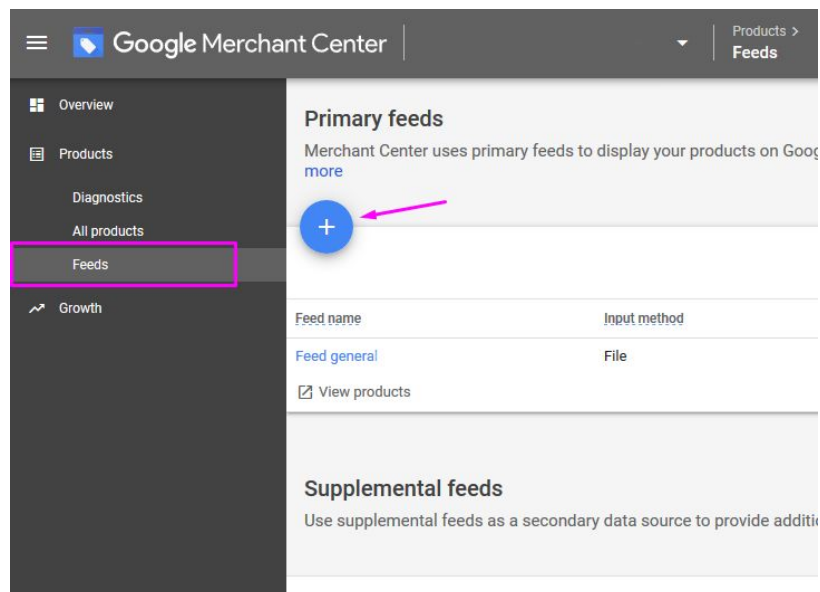 Google Merchant Center
Products >
Feeds
Overview
Products
Diagnostics
All products
Feeds
Growth
Primary feeds
Merchant Center uses primary feeds to display your products on Goog
more
+
Feed name
Input method
Feed general
File
View products
Supplemental feeds
Use supplemental feeds as a secondary data source to provide additi